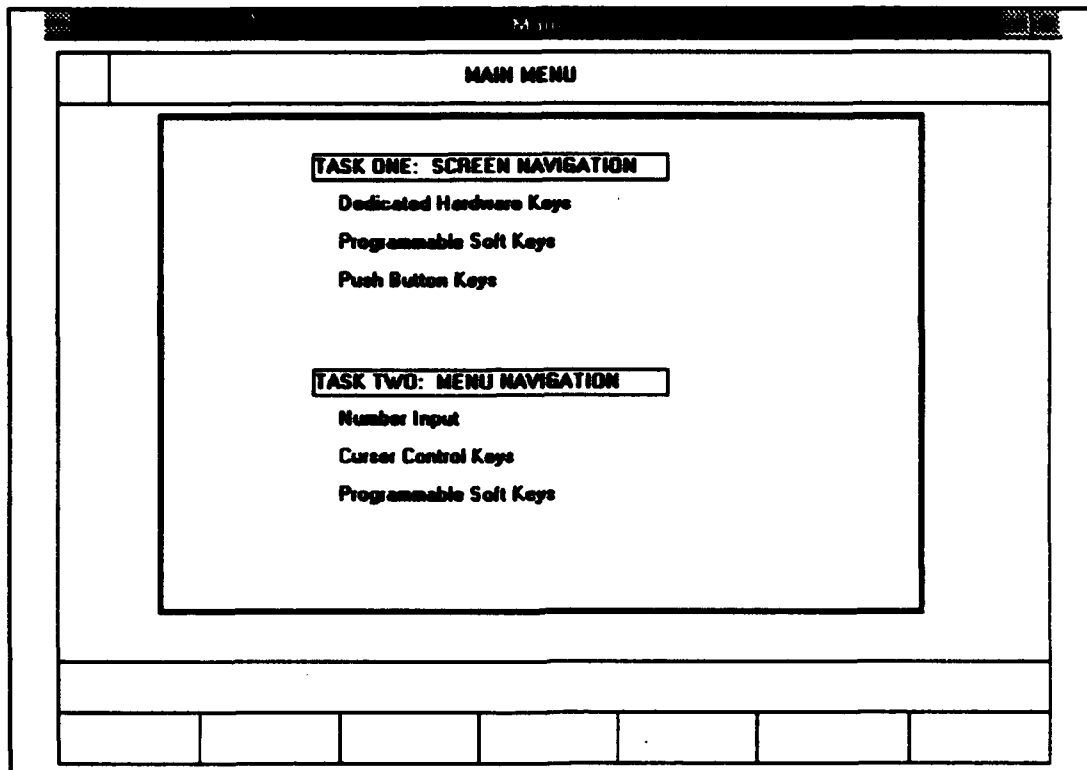 MAIN MENU
TASK ONE: SCREEN NAVIGATION
Dedicated Hardware Keys
Programmable Soft Keys
Push Button Keys
TASK TWO: MENU NAVIGATION
Number Input
Curser Control Keys
Programmable Soft Keys